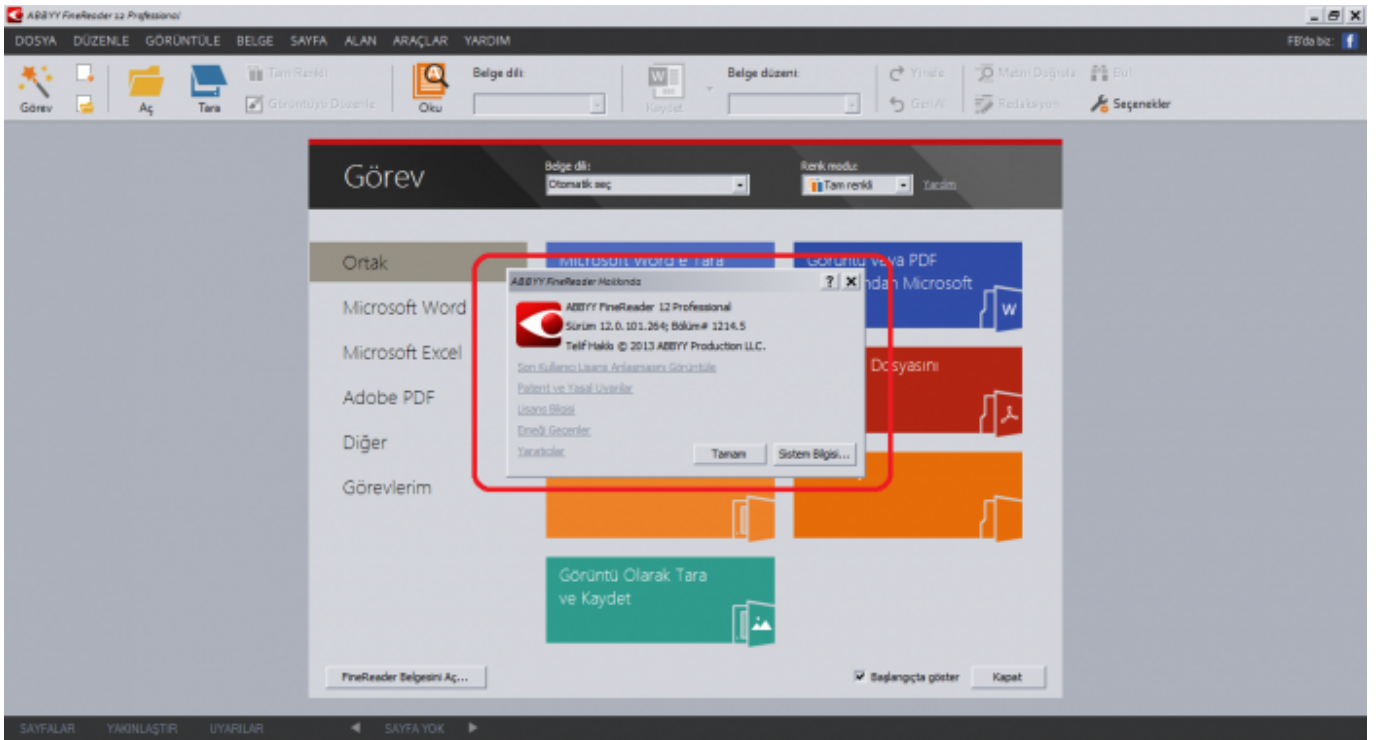 ABBYY FineReader 12 Professional
DOSYA DÜZENLE GÖRÜNTÜLE BELGE SAYFA ALAN ARAÇLAR YARDIM FB'da biz:
Tam Renkli Belge dili: Belge düzeni: Yinele Metni Doğrula Bul
Görev Aç Tara Görüntüyü Düzenle Oku Kaydet Geri Al Redaksiyon Seçenekler
Görev
Belge dili:
Otomatik seç
Renk modu:
Tam renkli
Yardım
Ortak
Microsoft Word
Microsoft Excel
Adobe PDF
Diğer
Görevlerim
Microsoft Word'e Tara
Görüntü veya PDF
ndan Microsoft
W
Dosyasını
ABBYY FineReader Hakkında
ABBYY FineReader 12 Professional
Sürüm 12.0.101.264; Bölüm# 1214.5
Telif Hakkı © 2013 ABBYY Production LLC.
Son Kullanıcı Lisans Anlaşmasını Görüntüle
Patent ve Yasal Uyarılar
Lisans Bilgisi
Emeği Geçenler
Yaratıcılar
Tamam Sistem Bilgisi...
Görüntü Olarak Tara
ve Kaydet
FineReader Belgesini Aç... Başlangıçta göster Kapat
SAYFALAR YAKINLAŞTIR UYARILAR SAYFA YOK